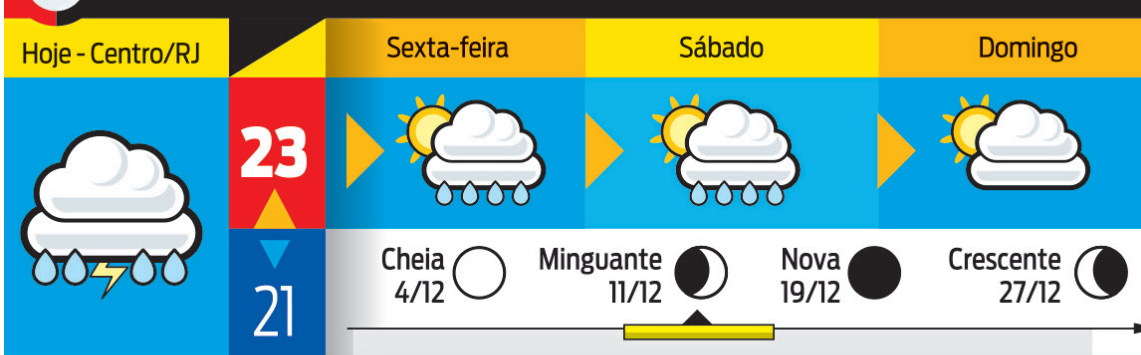 Hoje - Centro/RJ
Sexta-feira
Sábado
Domingo
23
21
Cheia
4/12
Minguante
11/12
Nova
19/12
Crescente
27/12